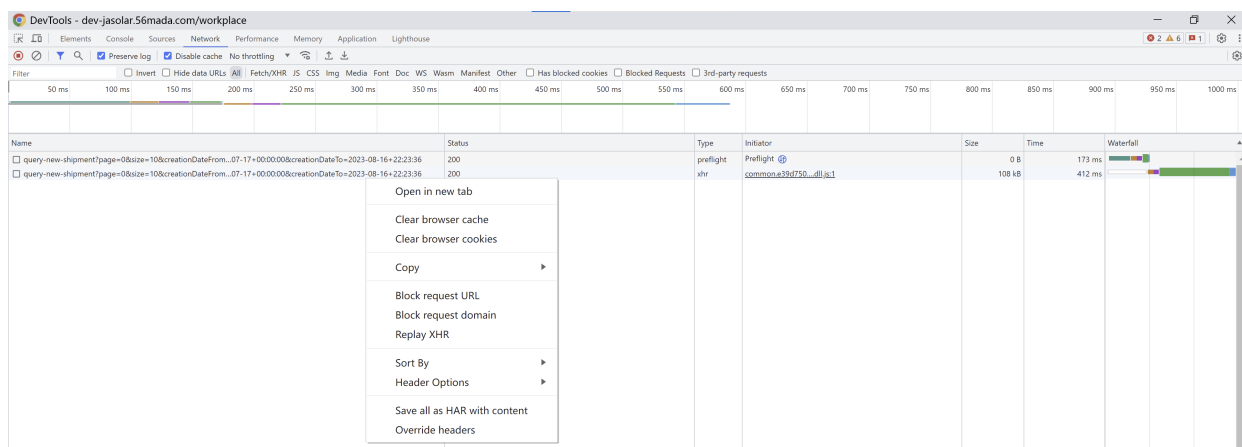 DevTools - dev-jasolar.56mada.com/workplace
Elements Console Sources Network Performance Memory Application Lighthouse 2 6 1
Preserve log Disable cache No throttling
Filter Invert Hide data URLs All Fetch/XHR JS CSS Img Media Font Doc WS Wasm Manifest Other Has blocked cookies Blocked Requests 3rd-party requests
50 ms 100 ms 150 ms 200 ms 250 ms 300 ms 350 ms 400 ms 450 ms 500 ms 550 ms 600 ms 650 ms 700 ms 750 ms 800 ms 850 ms 900 ms 950 ms 1000 ms
Name Status Type Initiator Size Time Waterfall
query-new-shipment?page=0&size=10&creationDateFrom...07-17+00:00:00&creationDateTo=2023-08-16+22:23:36 200 preflight Preflight 0 B 173 ms
query-new-shipment?page=0&size=10&creationDateFrom...07-17+00:00:00&creationDateTo=2023-08-16+22:23:36 200 xhr common.e39d750....dll.js:1 108 kB 412 ms
Open in new tab
Clear browser cache
Clear browser cookies
Copy
Block request URL
Block request domain
Replay XHR
Sort By
Header Options
Save all as HAR with content
Override headers